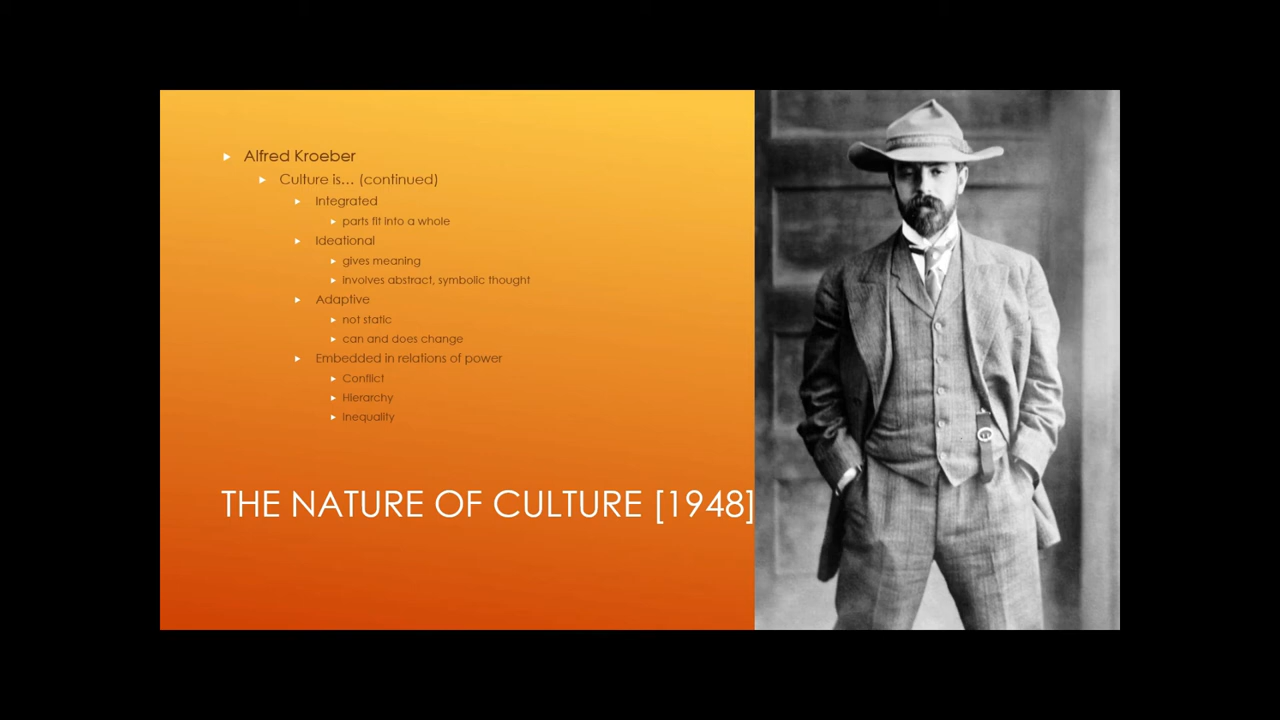 Alfred Kroeber
Culture is... (continued)
Integrated
parts fit into a whole
Ideational
gives meaning
involves abstract, symbolic thought
Adaptive
not static
can and does change
Embedded in relations of power
Conflict
Hierarchy
Inequality
THE NATURE OF CULTURE [1948]